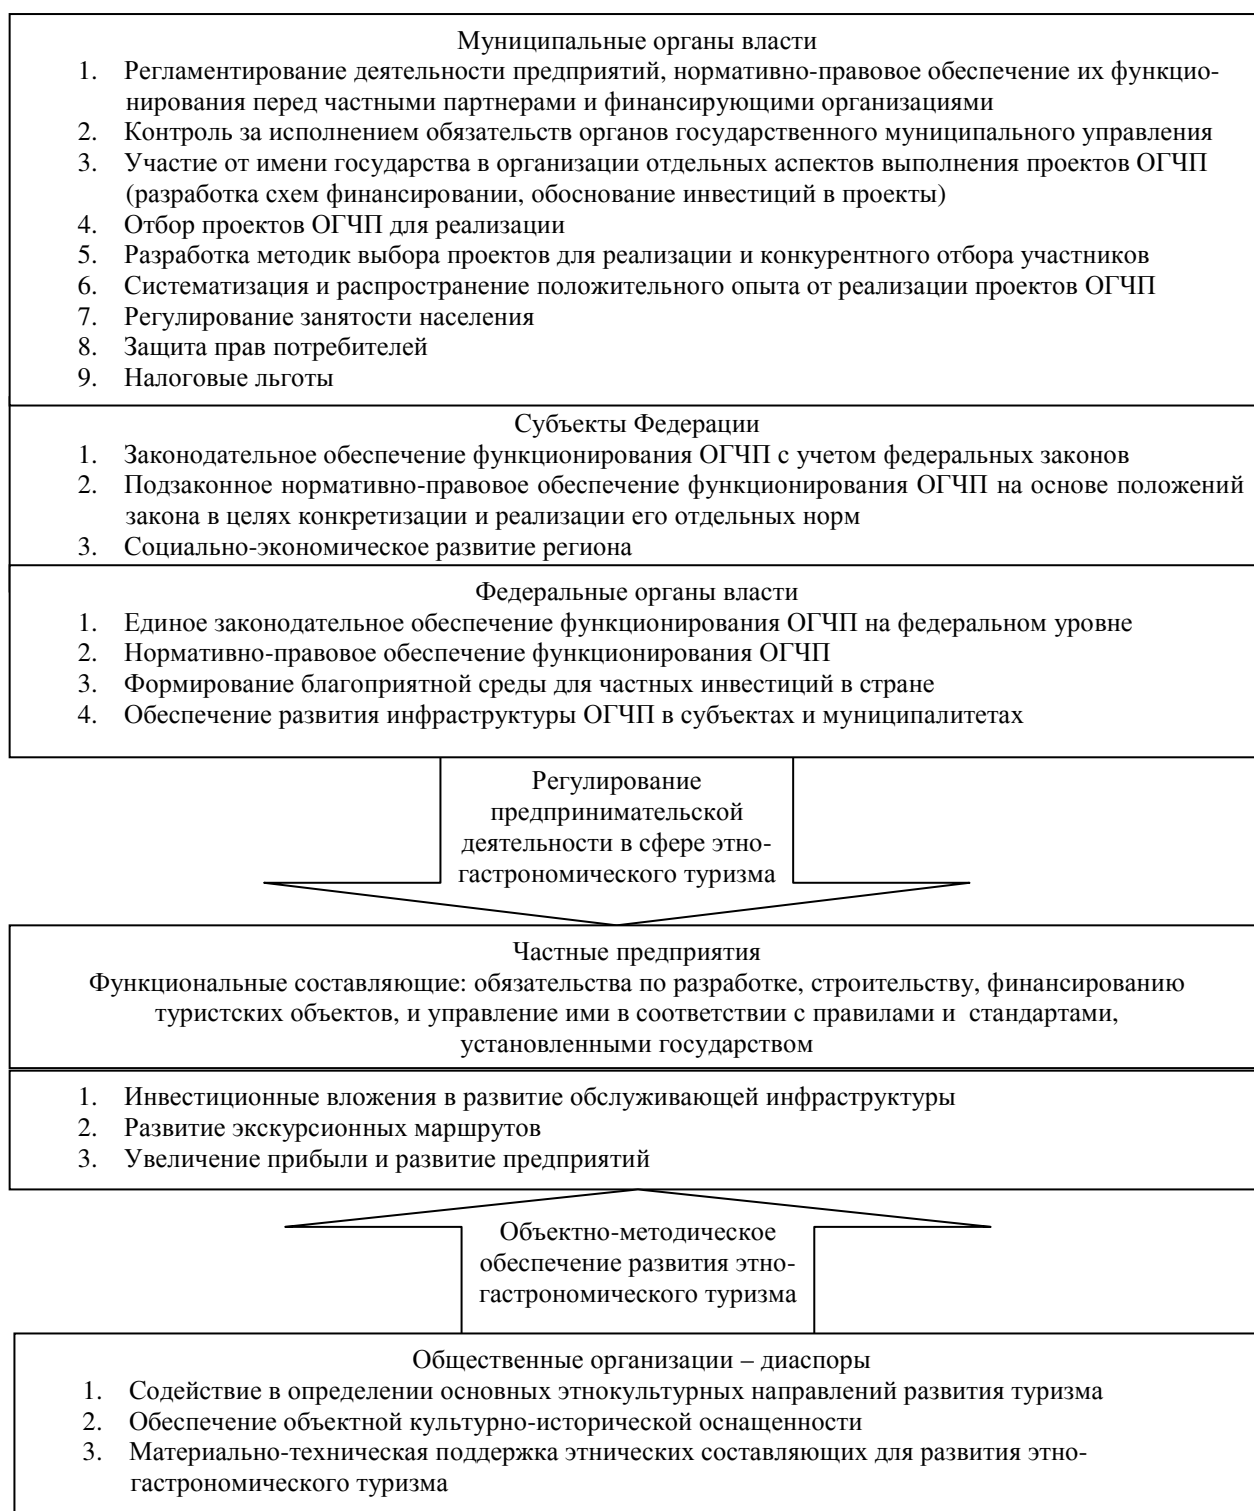 Муниципальные органы власти
1. Регламентирование деятельности предприятий, нормативно-правовое обеспечение их функцио-
нирования перед частными партнерами и финансирующими организациями
2. Контроль за исполнением обязательств органов государственного муниципального управления
3. Участие от имени государства в организации отдельных аспектов выполнения проектов ОГЧП
(разработка схем финансировании, обоснование инвестиций в проекты)
4. Отбор проектов ОГЧП для реализации
5. Разработка методик выбора проектов для реализации и конкурентного отбора участников
6. Систематизация и распространение положительного опыта от реализации проектов ОГЧП
7. Регулирование занятости населения
8. Защита прав потребителей
9. Налоговые льготы
Субъекты Федерации
1. Законодательное обеспечение функционирования ОГЧП с учетом федеральных законов
2. Подзаконное нормативно-правовое обеспечение функционирования ОГЧП на основе положений
закона в целях конкретизации и реализации его отдельных норм
3. Социально-экономическое развитие региона
Федеральные органы власти
1. Единое законодательное обеспечение функционирования ОГЧП на федеральном уровне
2. Нормативно-правовое обеспечение функционирования ОГЧП
3. Формирование благоприятной среды для частных инвестиций в стране
4. Обеспечение развития инфраструктуры ОГЧП в субъектах и муниципалитетах
Регулирование
предпринимательской
деятельности в сфере этно-
гастрономического туризма
Частные предприятия
Функциональные составляющие: обязательства по разработке, строительству, финансированию
туристских объектов, и управление ими в соответствии с правилами и стандартами,
установленными государством
1. Инвестиционные вложения в развитие обслуживающей инфраструктуры
2. Развитие экскурсионных маршрутов
3. Увеличение прибыли и развитие предприятий
Объектно-методическое
обеспечение развития этно-
гастрономического туризма
Общественные организации – диаспоры
1. Содействие в определении основных этнокультурных направлений развития туризма
2. Обеспечение объектной культурно-исторической оснащенности
3. Материально-техническая поддержка этнических составляющих для развития этно-
гастрономического туризма